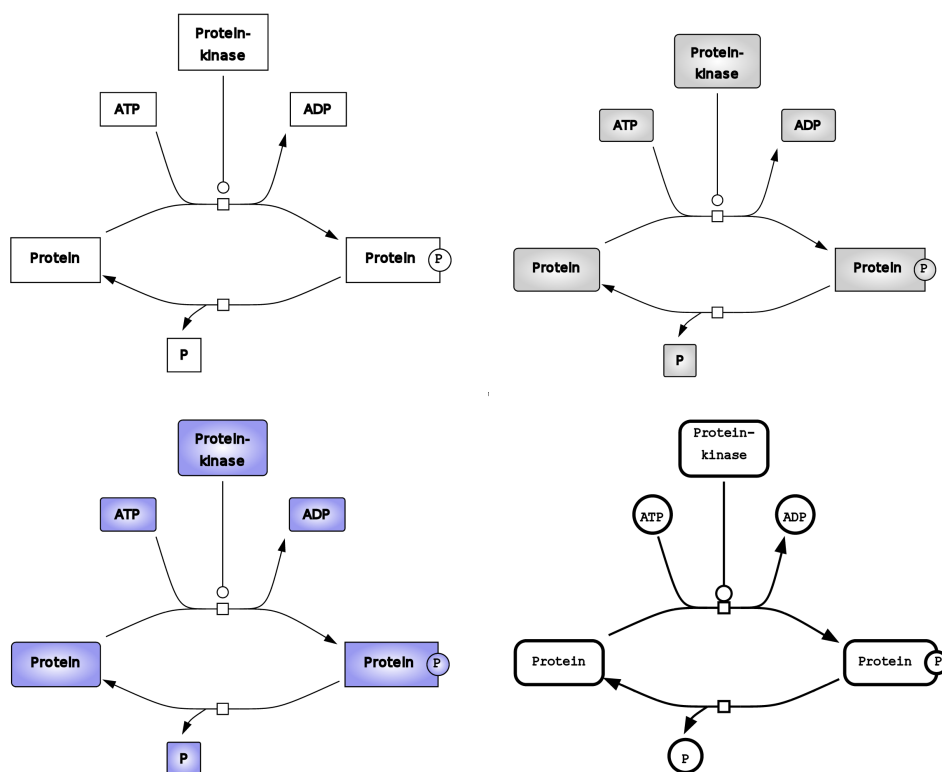 Protein-
kinase
ATP
ADP
Protein
Protein
P
P
Protein-
kinase
ATP
ADP
Protein
Protein
P
P
Protein-
kinase
ATP
ADP
Protein
Protein
P
P
Protein-
kinase
ATP
ADP
Protein
Protein
P
P